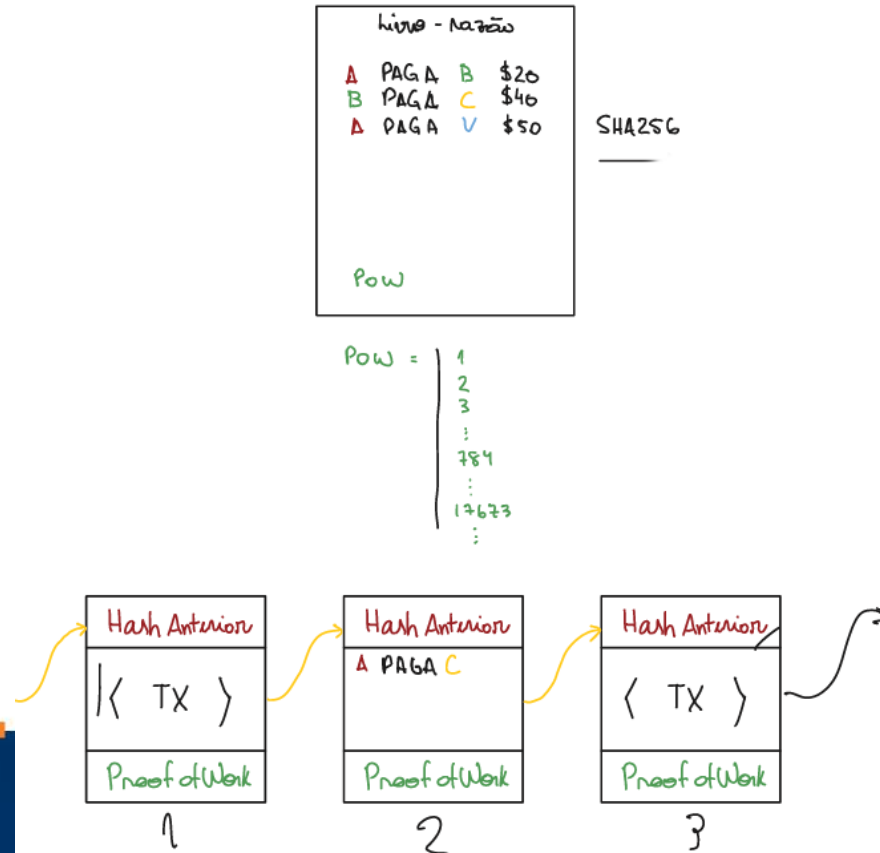 Livro - Razão
A PAGA B $20
B PAGA C $40
A PAGA V $50
SHA256
PoW
PoW = 1
2
3
⋮
784
⋮
17673
⋮
Hash Anterior
< TX >
Proof of Work
1
Hash Anterior
A PAGA C
Proof of Work
2
Hash Anterior
< TX >
Proof of Work
3